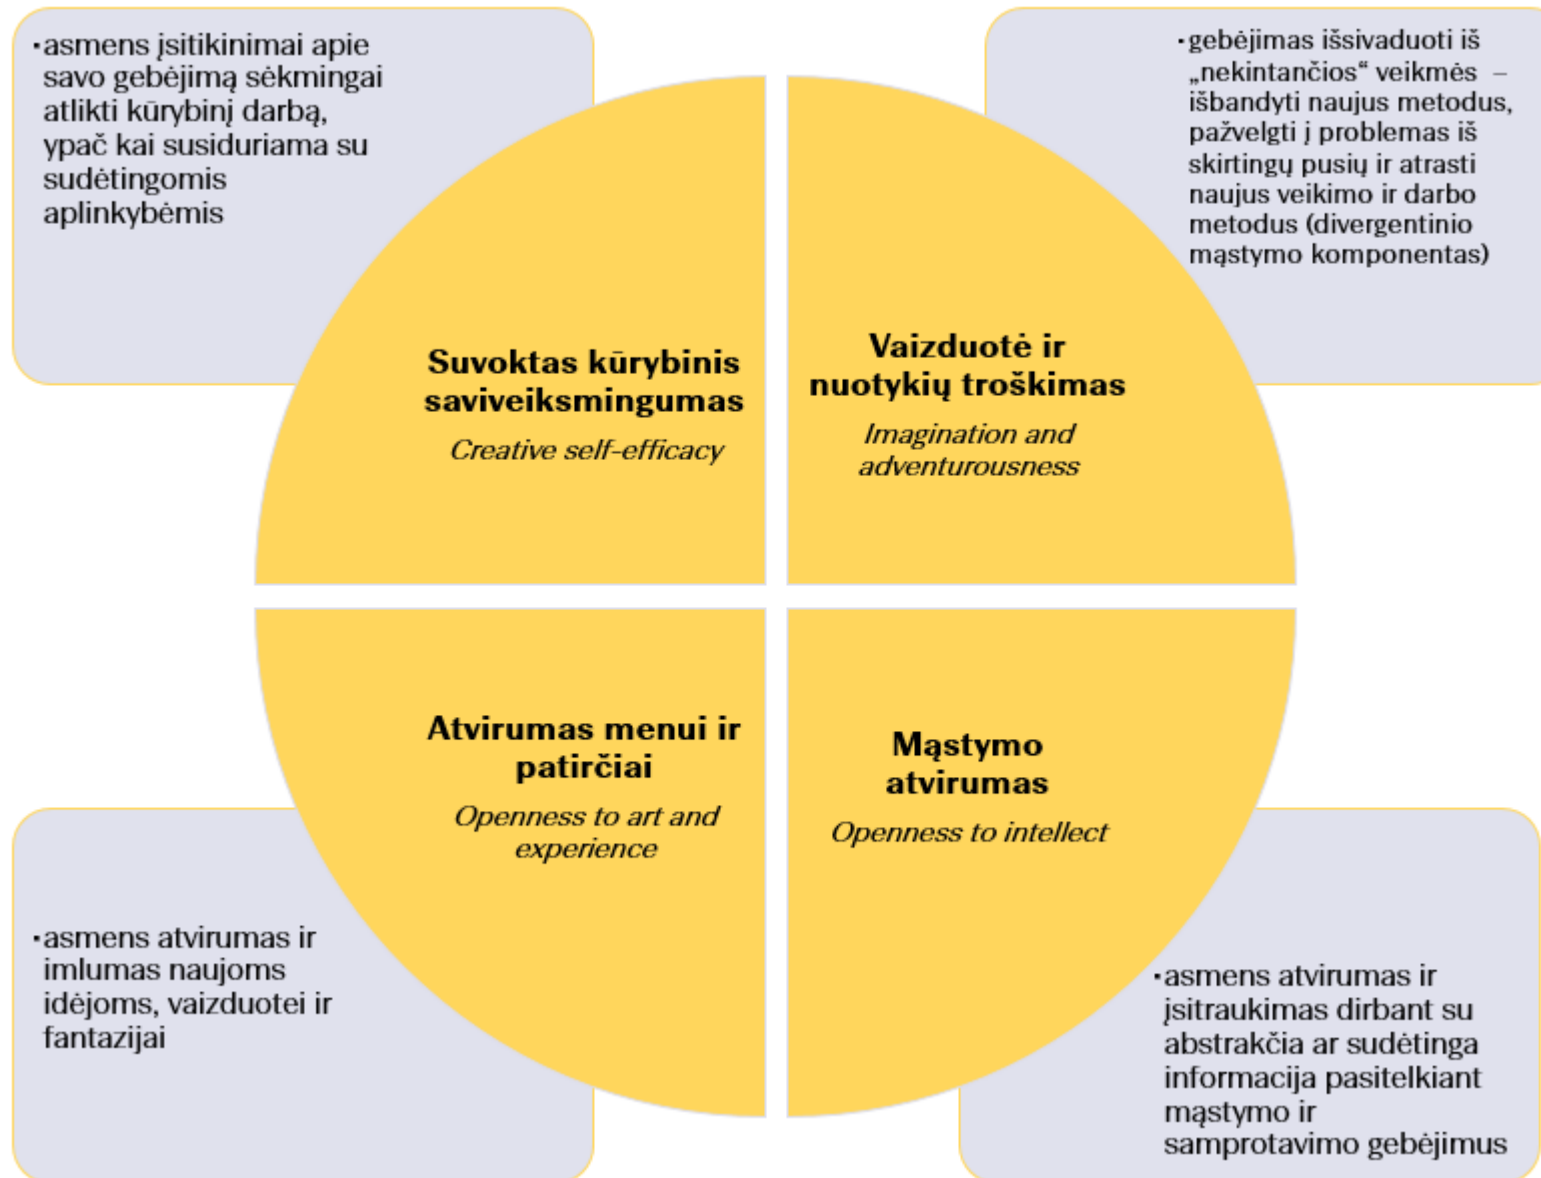 ·asmens įsitikinimai apie
savo gebėjimą sėkmingai
atlikti kūrybinį darbą,
ypač kai susiduriama su
sudėtingomis
aplinkybėmis
·gebėjimas išsivaduoti iš
„nekintančios“ veikmės –
išbandyti naujus metodus,
pažvelgti į problemas iš
skirtingų pusių ir atrasti
naujus veikimo ir darbo
metodus (divergentinio
mąstymo komponentas)
Suvoktas kūrybinis
saviveiksmingumas
Creative self-efficacy
Vaizduotė ir
nuotykių troškimas
Imagination and
adventurousness
Atvirumas menui ir
patirčiai
Openness to art and
experience
Mąstymo
atvirumas
Openness to intellect
·asmens atvirumas ir
imlumas naujoms
idėjoms, vaizduotei ir
fantazijai
·asmens atvirumas ir
įsitraukimas dirbant su
abstrakčia ar sudėtinga
informacija pasitelkiant
mąstymo ir
samprotavimo gebėjimus